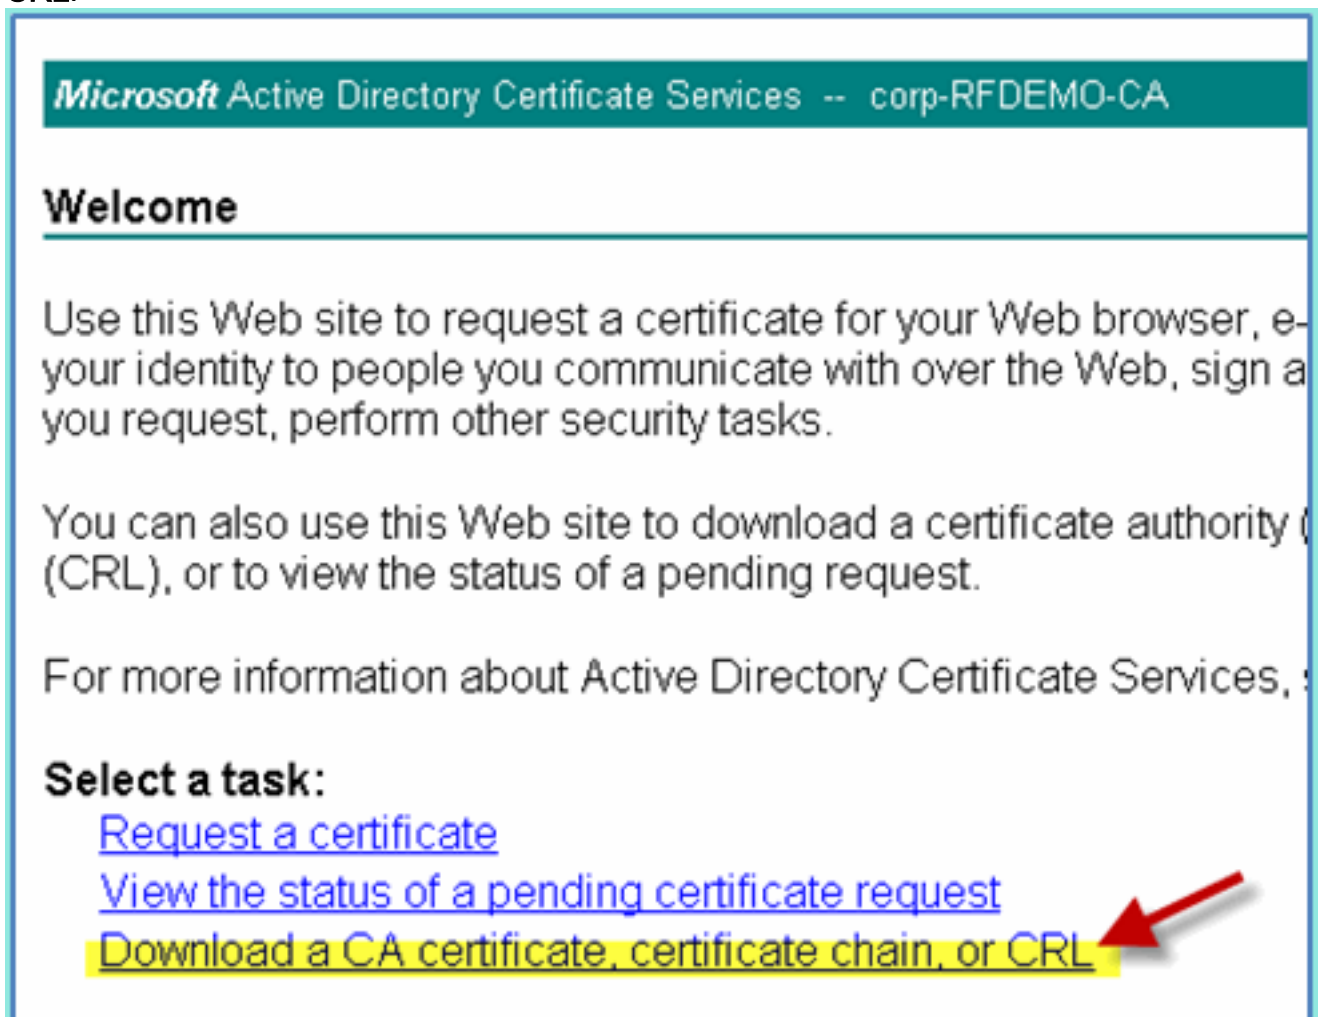 CRL.
Microsoft Active Directory Certificate Services -- corp-RFDEMO-CA
Welcome
Use this Web site to request a certificate for your Web browser, e-
your identity to people you communicate with over the Web, sign a
you request, perform other security tasks.
You can also use this Web site to download a certificate authority (
(CRL), or to view the status of a pending request.
For more information about Active Directory Certificate Services,
Select a task:
Request a certificate
View the status of a pending certificate request
Download a CA certificate, certificate chain, or CRL